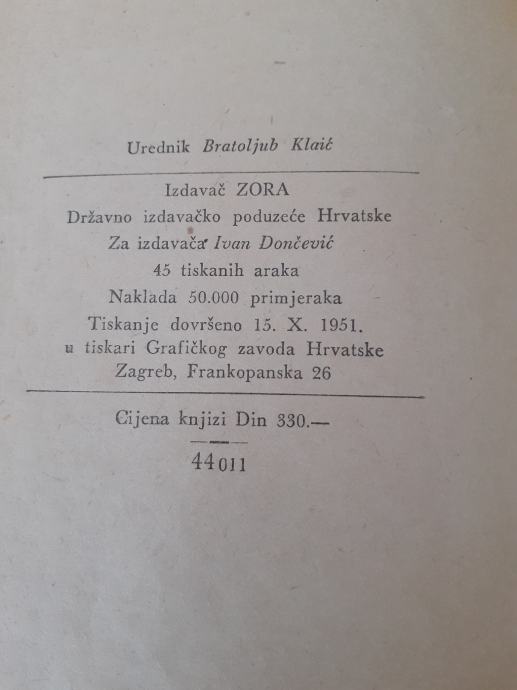 Urednik Bratoljub Klaić
Izdavač ZORA
Državno izdavačko poduzeće Hrvatske
Za izdavača Ivan Dončević
45 tiskanih araka
Naklada 50.000 primjeraka
Tiskanje dovršeno 15. X. 1951.
u tiskari Grafičkog zavoda Hrvatske
Zagreb, Frankopanska 26
Cijena knjizi Din 330.—
44011